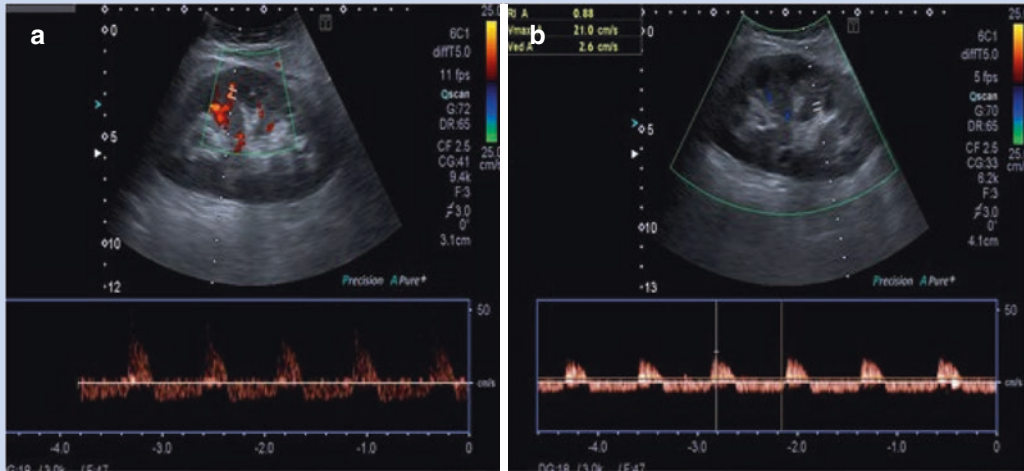 a
0
5
10
12
6C1
diffT5.0
11 fps
Qscan
G:72
DR:65
CF 2.5
CG:41
9.4k
F:3
3.0
0°
3.1cm
25.0
25.0
cm/s
Precision APure+
50
cm/s
-4.0 -3.0 -2.0 -1.0 0
b
RI A 0.88
Vmax 21.0 cm/s
Ved A 2.6 cm/s
0
5
10
13
6C1
diffT5.0
5 fps
Qscan
G:70
DR:65
CF 2.5
CG:33
6.2k
F:3
3.0
0°
4.1cm
25.
25.
cm/
Precision APure+
50
cm/s
-4.0 -3.0 -2.0 -1.0 0